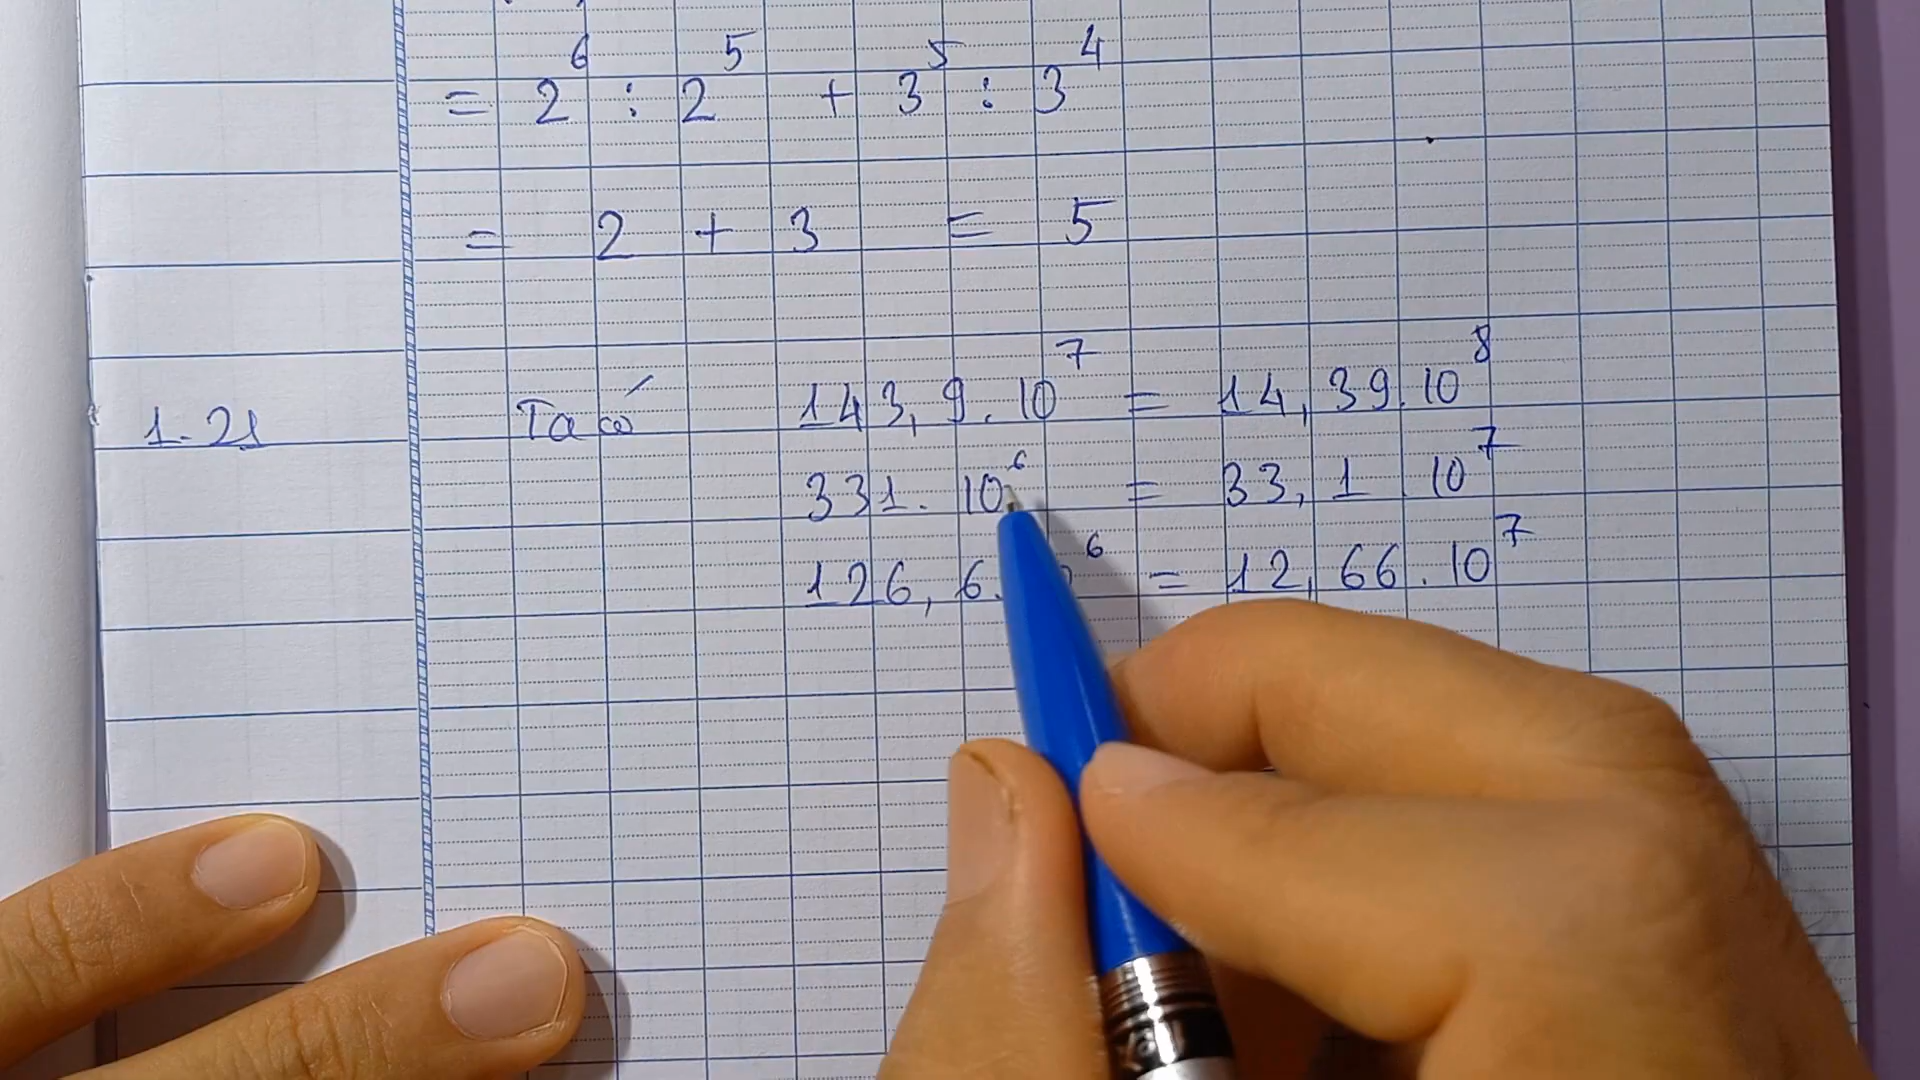 = 2⁶ : 2⁵ + 3⁵ : 3⁴
= 2 + 3 = 5
1.21 Ta có 143,9.10⁷ = 14,39.10⁸
331.10⁶ = 33,1.10⁷
126,6. ⁶ = 12,66.10⁷